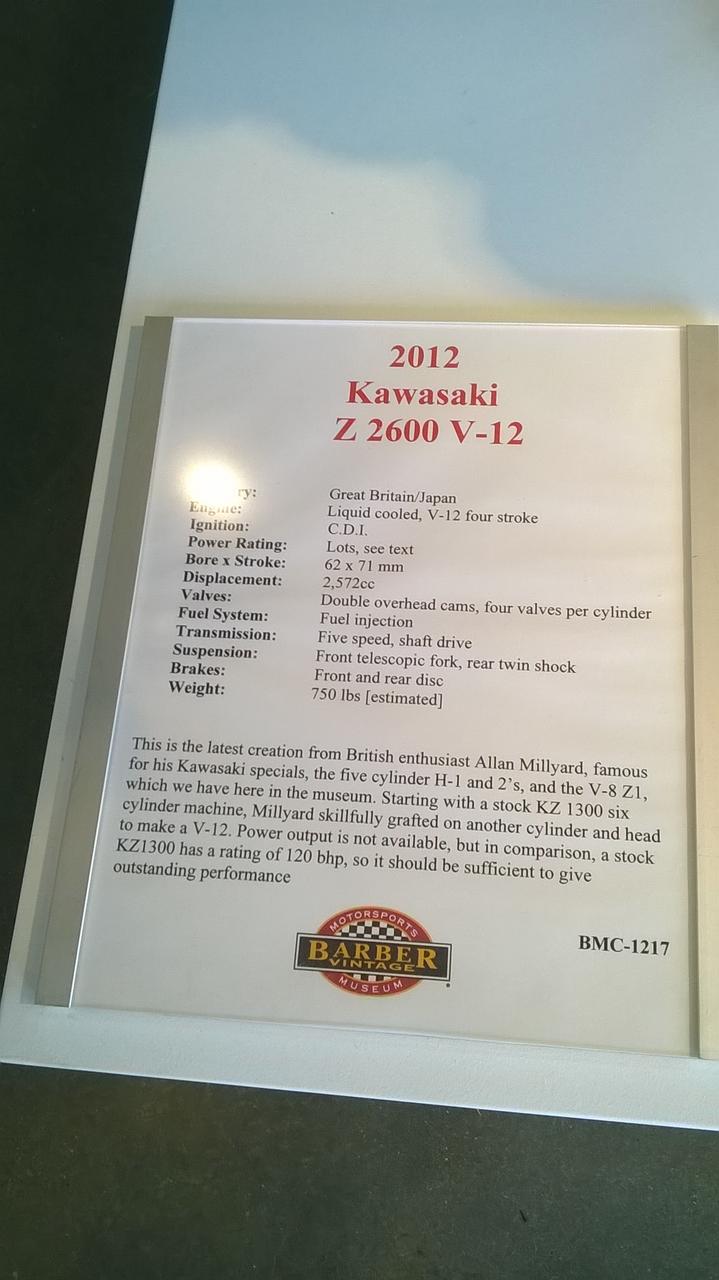 2012
Kawasaki
Z 2600 V-12
ry: Great Britain/Japan
Engine: Liquid cooled, V-12 four stroke
Ignition: C.D.I.
Power Rating: Lots, see text
Bore x Stroke: 62 x 71 mm
Displacement: 2,572cc
Valves: Double overhead cams, four valves per cylinder
Fuel System: Fuel injection
Transmission: Five speed, shaft drive
Suspension: Front telescopic fork, rear twin shock
Brakes: Front and rear disc
Weight: 750 lbs [estimated]
This is the latest creation from British enthusiast Allan Millyard, famous
for his Kawasaki specials, the five cylinder H-1 and 2's, and the V-8 Z1,
which we have here in the museum. Starting with a stock KZ 1300 six
cylinder machine, Millyard skillfully grafted on another cylinder and head
to make a V-12. Power output is not available, but in comparison, a stock
KZ1300 has a rating of 120 bhp, so it should be sufficient to give
outstanding performance
MOTORSPORTS
BARBER
VINTAGE
MUSEUM
BMC-1217